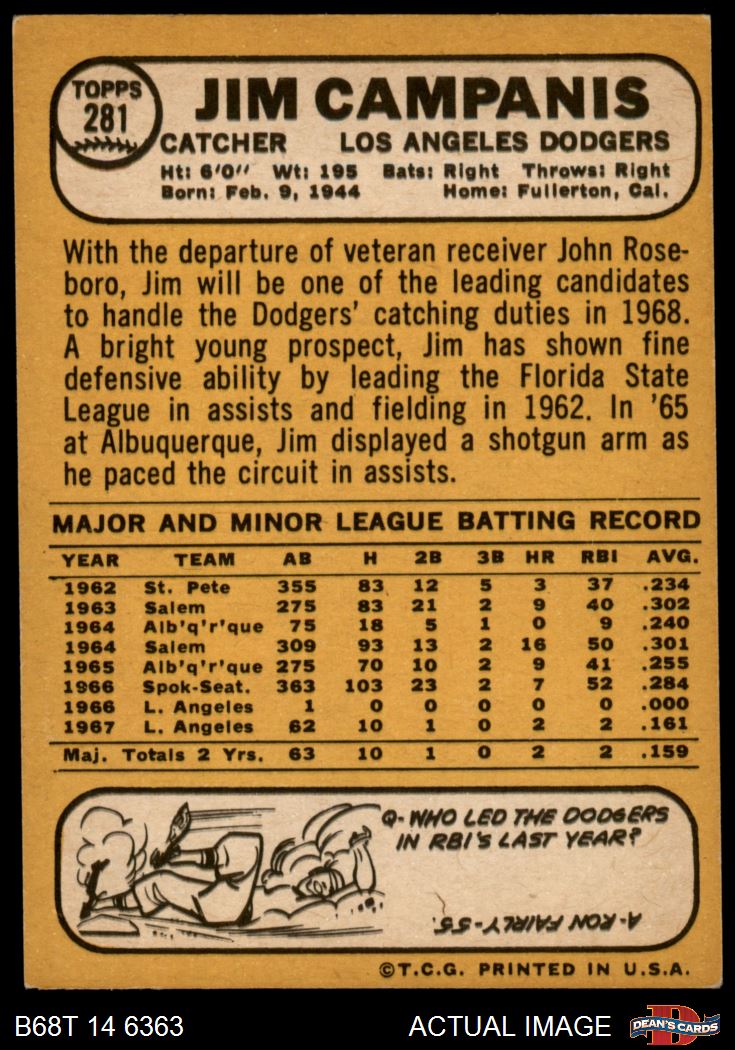 TOPPS
281
JIM CAMPANIS
CATCHER LOS ANGELES DODGERS
Ht: 6'0" Wt: 195 Bats: Right Throws: Right
Born: Feb. 9, 1944 Home: Fullerton, Cal.
With the departure of veteran receiver John Rose-
boro, Jim will be one of the leading candidates
to handle the Dodgers' catching duties in 1968.
A bright young prospect, Jim has shown fine
defensive ability by leading the Florida State
League in assists and fielding in 1962. In '65
at Albuquerque, Jim displayed a shotgun arm as
he paced the circuit in assists.
MAJOR AND MINOR LEAGUE BATTING RECORD
YEAR TEAM AB H 2B 3B HR RBI AVG.
1962 St. Pete 355 83 12 5 3 37 .234
1963 Salem 275 83 21 2 9 40 .302
1964 Alb'q'r'que 75 18 5 1 0 9 .240
1964 Salem 309 93 13 2 16 50 .301
1965 Alb'q'r'que 275 70 10 2 9 41 .255
1966 Spok-Seat. 363 103 23 2 7 52 .284
1966 L. Angeles 1 0 0 0 0 0 .000
1967 L. Angeles 62 10 1 0 2 2 .161
Maj. Totals 2 Yrs. 63 10 1 0 2 2 .159
Q-WHO LED THE DODGERS
IN RBI'S LAST YEAR?
A-RON FAIRLY-55.
©T.C.G. PRINTED IN U.S.A.
B68T 14 6363 ACTUAL IMAGE
DEAN'S CARDS